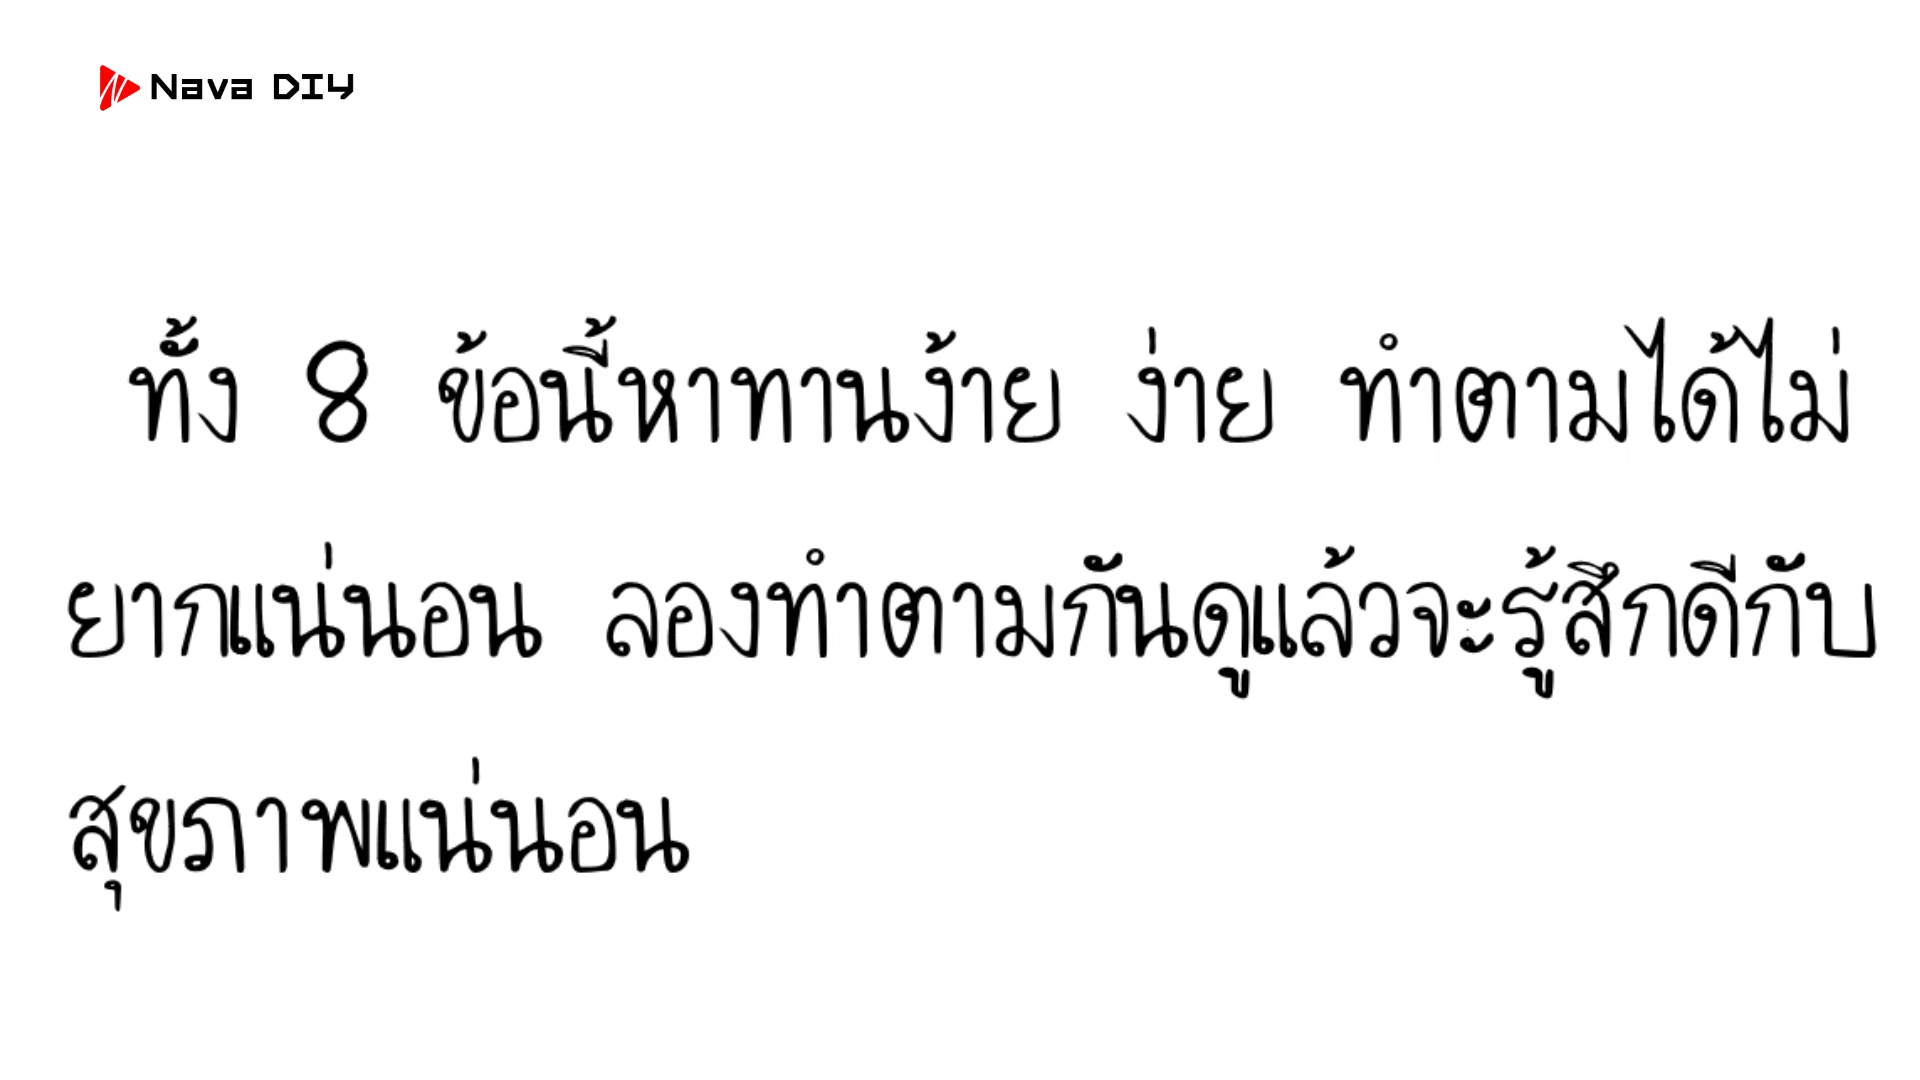 Nava DIY
ทั้ง 8 ข้อนี้หาทานง้าย ง่าย ทำตามได้ไม่
ยากแน่นอน ลองทำตามกันดูแล้วจะรู้สึกดีกับ
สุขภาพแน่นอน